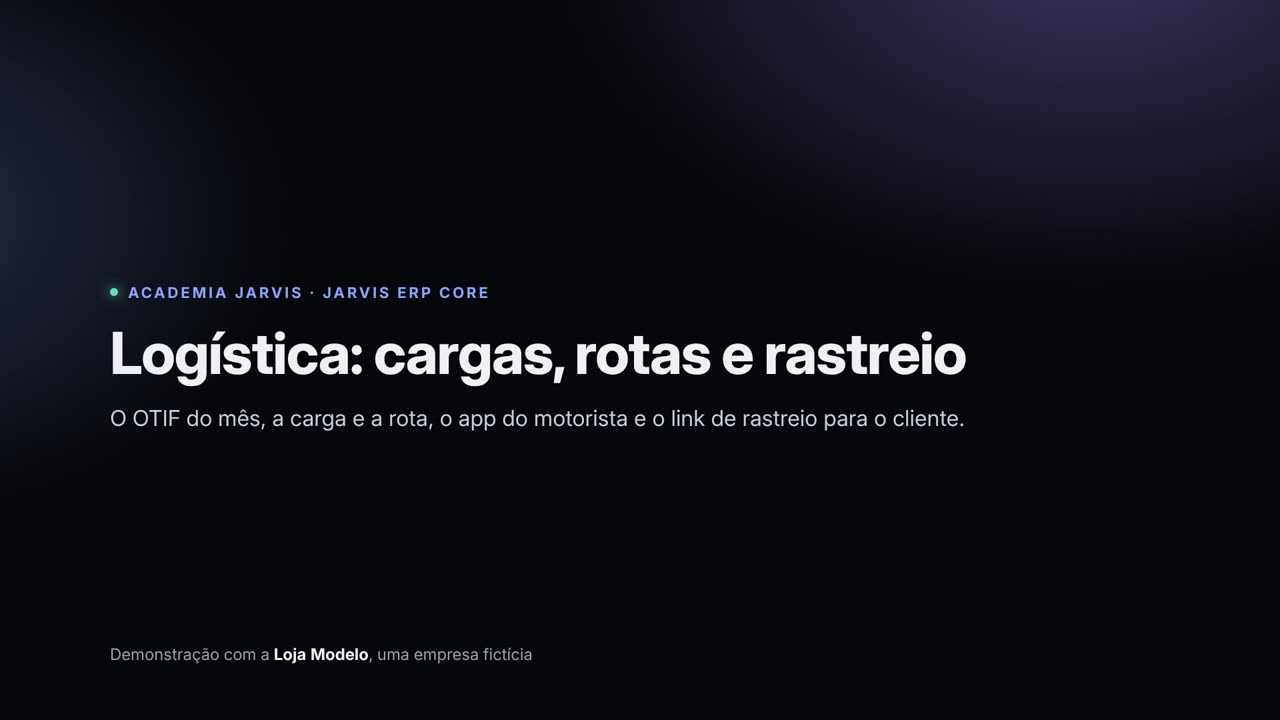 ACADEMIA JARVIS · JARVIS ERP CORE
Logística: cargas, rotas e rastreio
O OTIF do mês, a carga e a rota, o app do motorista e o link de rastreio para o cliente.
Demonstração com a Loja Modelo, uma empresa fictícia